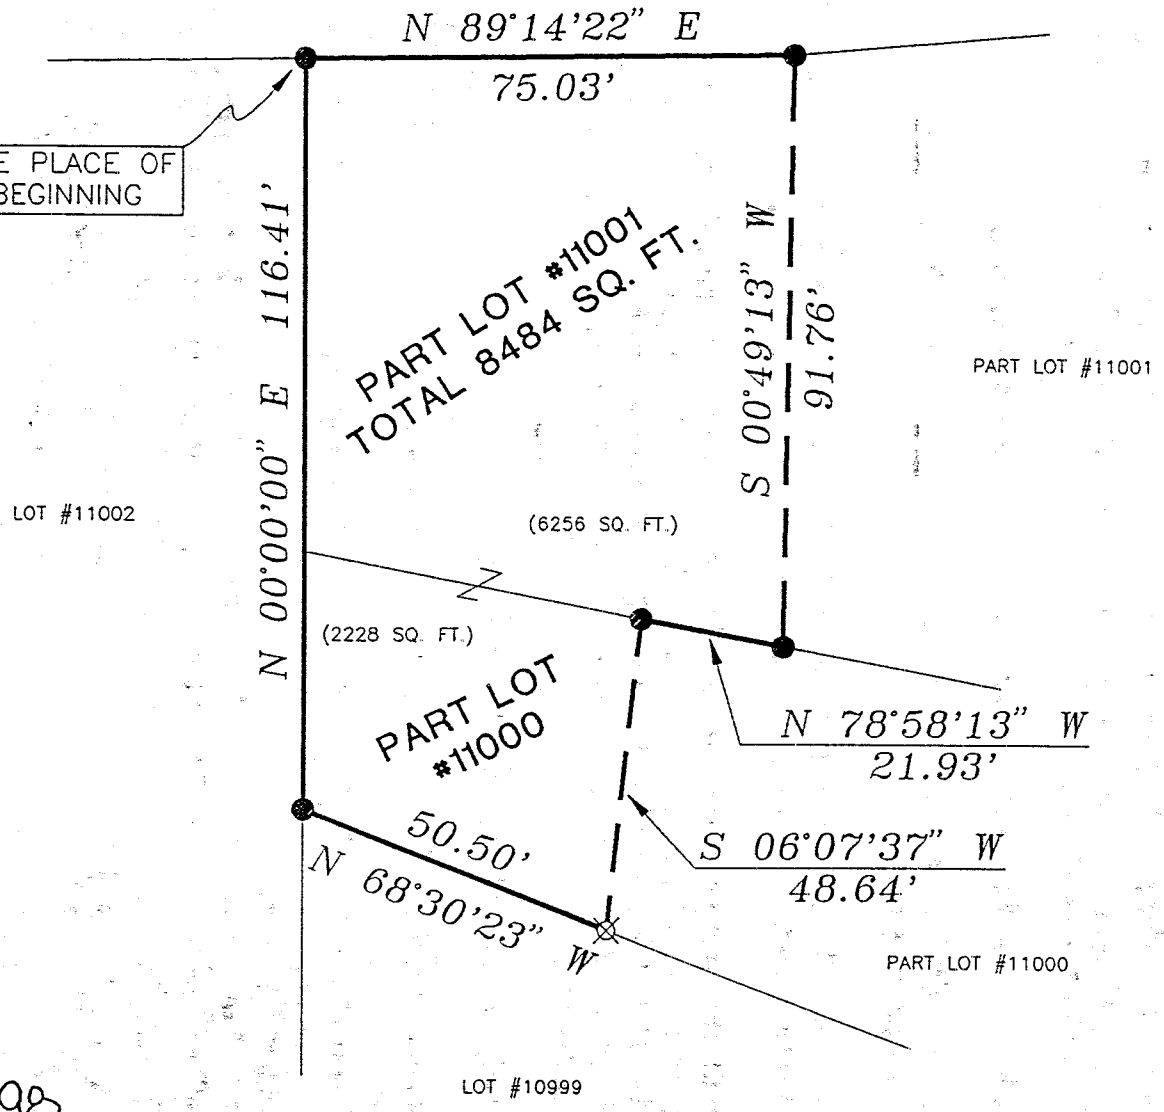 N 89°14'22" E
75.03'
E PLACE OF
BEGINNING
N 00°00'00" E 116.41'
PART LOT #11001
TOTAL 8484 SQ. FT.
S 00°49'13" W
91.76'
PART LOT #11001
LOT #11002
(6256 SQ. FT.)
(2228 SQ. FT.)
PART LOT
#11000
N 78°58'13" W
21.93'
50.50'
N 68°30'23" W
S 06°07'37" W
48.64'
PART LOT #11000
LOT #10999